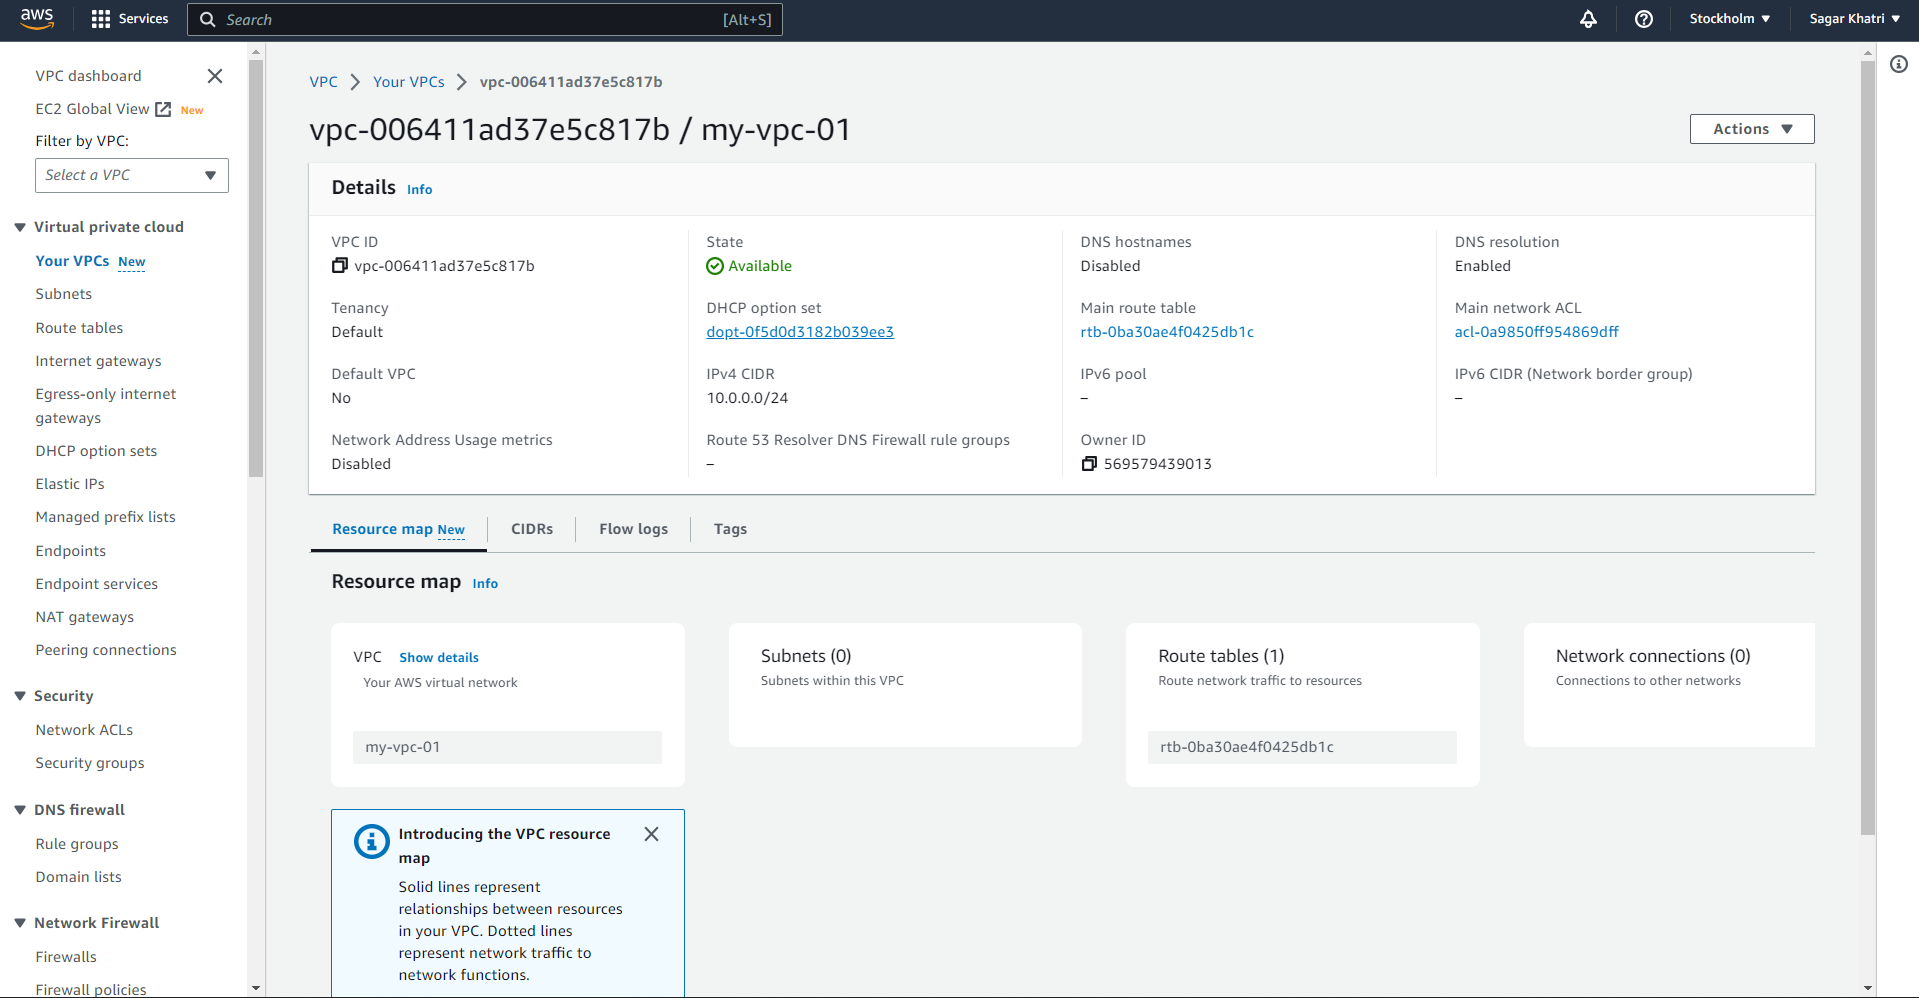 aws
Services
Search
[Alt+S]
Stockholm
Sagar Khatri
VPC dashboard
EC2 Global View New
Filter by VPC:
Select a VPC
Virtual private cloud
Your VPCs New
Subnets
Route tables
Internet gateways
Egress-only internet
gateways
DHCP option sets
Elastic IPs
Managed prefix lists
Endpoints
Endpoint services
NAT gateways
Peering connections
Security
Network ACLs
Security groups
DNS firewall
Rule groups
Domain lists
Network Firewall
Firewalls
Firewall policies
VPC Your VPCs vpc-006411ad37e5c817b
vpc-006411ad37e5c817b / my-vpc-01
Actions
Details Info
VPC ID
vpc-006411ad37e5c817b
State
Available
DNS hostnames
Disabled
DNS resolution
Enabled
Tenancy
Default
DHCP option set
dopt-0f5d0d3182b039ee3
Main route table
rtb-0ba30ae4f0425db1c
Main network ACL
acl-0a9850ff954869dff
Default VPC
No
IPv4 CIDR
10.0.0.0/24
IPv6 pool
–
IPv6 CIDR (Network border group)
–
Network Address Usage metrics
Disabled
Route 53 Resolver DNS Firewall rule groups
–
Owner ID
569579439013
Resource map New
CIDRs
Flow logs
Tags
Resource map Info
VPC Show details
Your AWS virtual network
my-vpc-01
Subnets (0)
Subnets within this VPC
Route tables (1)
Route network traffic to resources
rtb-0ba30ae4f0425db1c
Network connections (0)
Connections to other networks
Introducing the VPC resource
map
Solid lines represent
relationships between resources
in your VPC. Dotted lines
represent network traffic to
network functions.